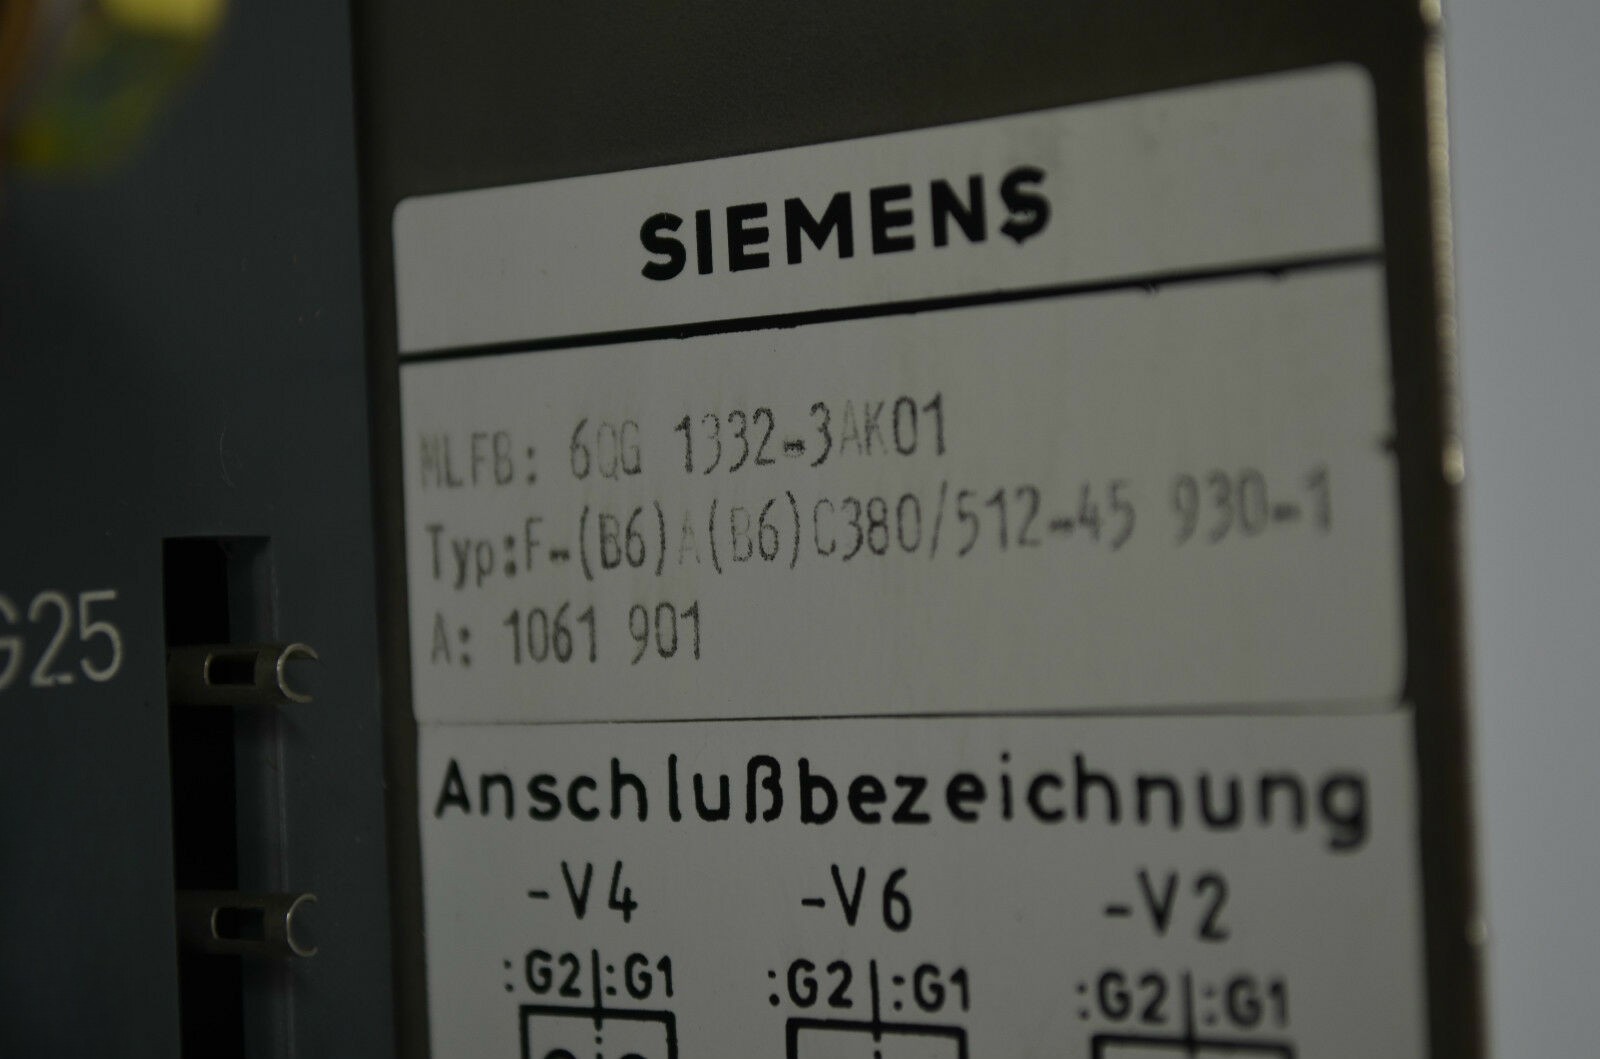 SIEMENS
MLFB: 6QG 1332-3AK01
Typ:F-(B6)A(B6)C380/512-45 930-1
A: 1061 901
G25
Anschlußbezeichnung
-V4 -V6 -V2
:G2 :G1 :G2 :G1 :G2 :G1